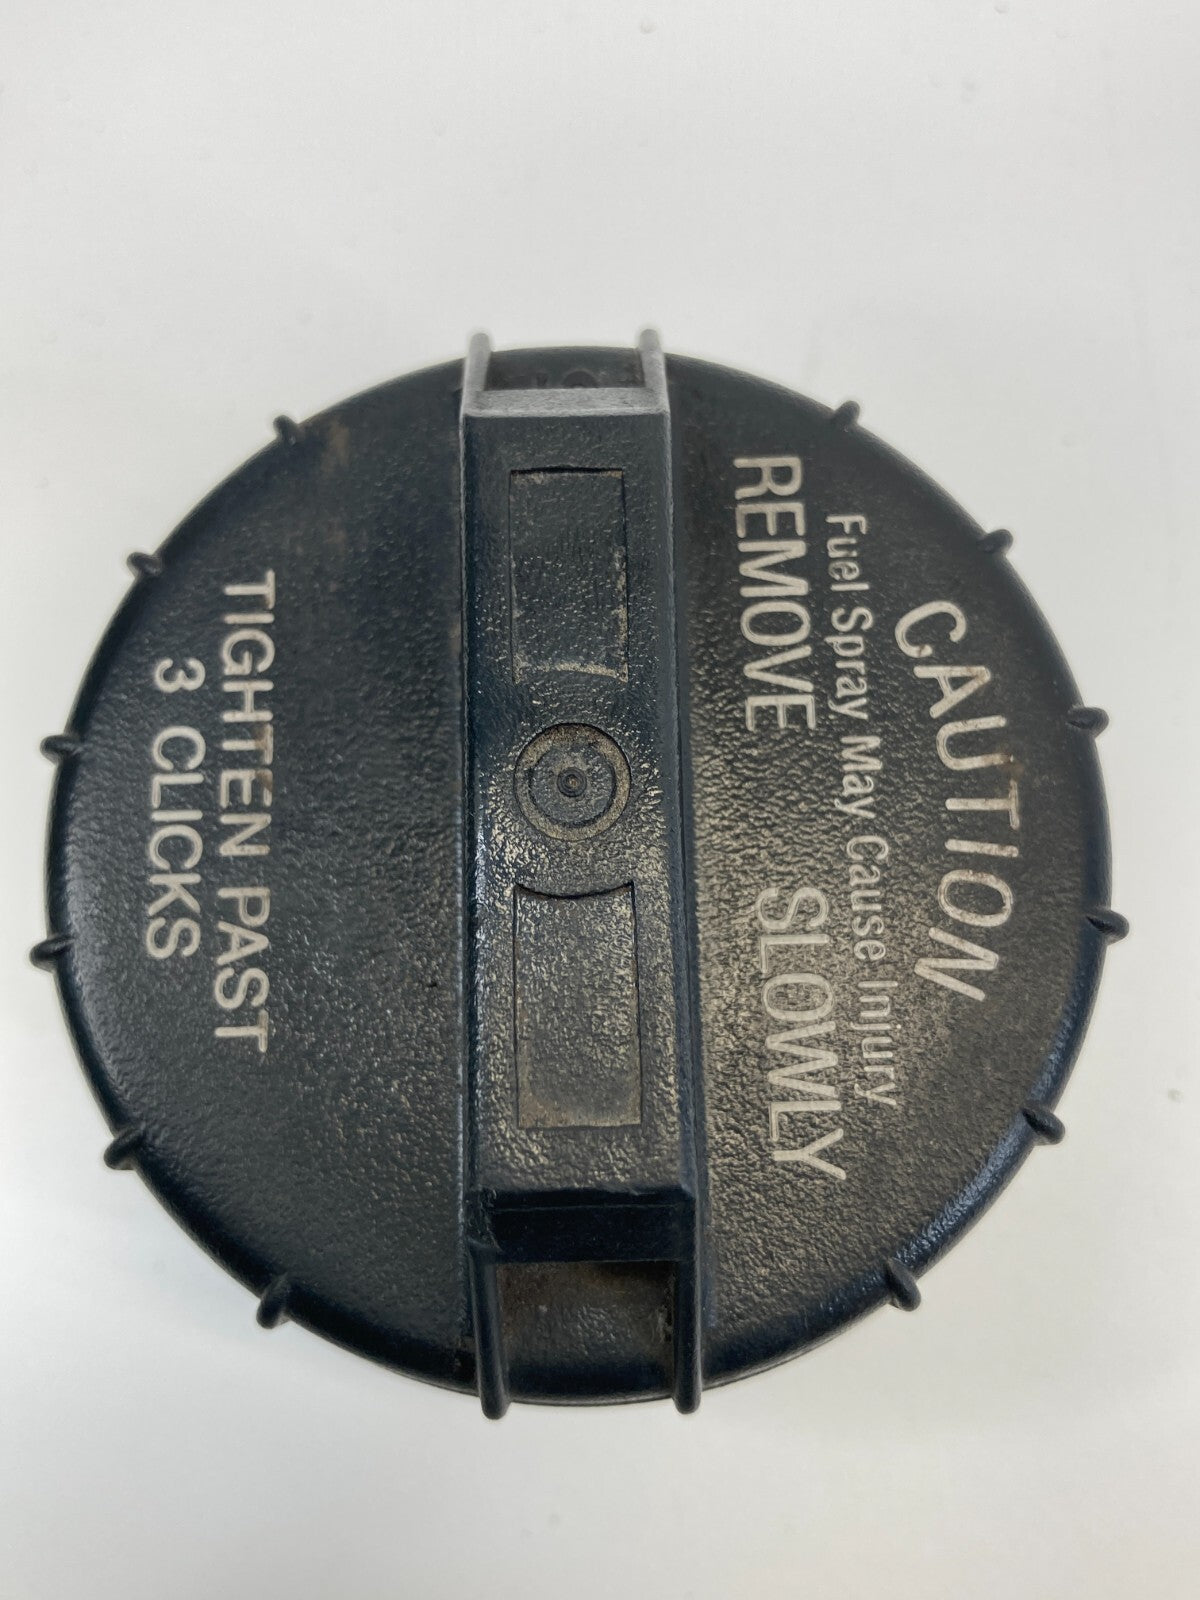 CAUTION
Fuel Spray May Cause Injury
REMOVE SLOWLY
TIGHTEN PAST
3 CLICKS